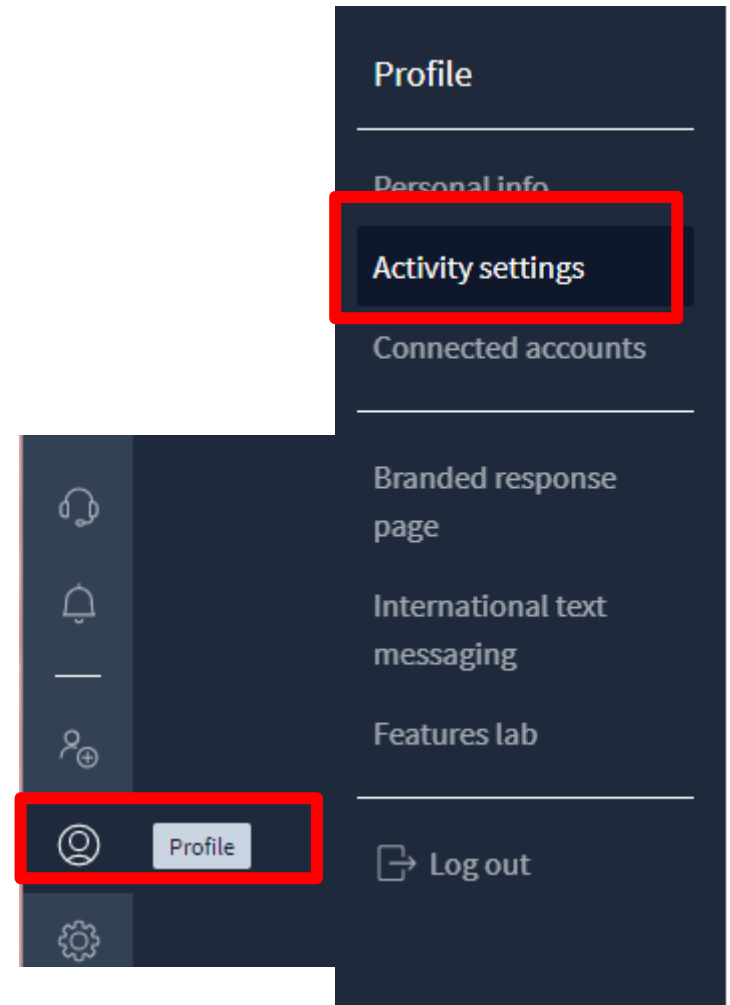 Profile
Personal info
Activity settings
Connected accounts
Branded response
page
International text
messaging
Features lab
Profile
Log out